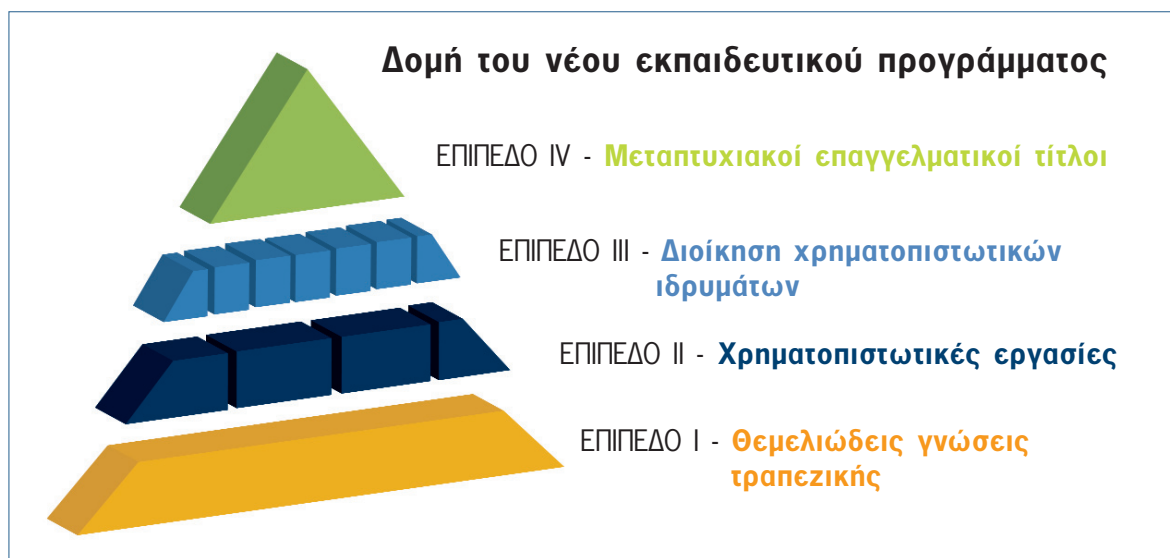 Δομή του νέου εκπαιδευτικού προγράμματος
ΕΠΙΠΕΔΟ IV - Μεταπτυχιακοί επαγγελματικοί τίτλοι
ΕΠΙΠΕΔΟ III - Διοίκηση χρηματοπιστωτικών
ιδρυμάτων
ΕΠΙΠΕΔΟ II - Χρηματοπιστωτικές εργασίες
ΕΠΙΠΕΔΟ I - Θεμελιώδεις γνώσεις
τραπεζικής